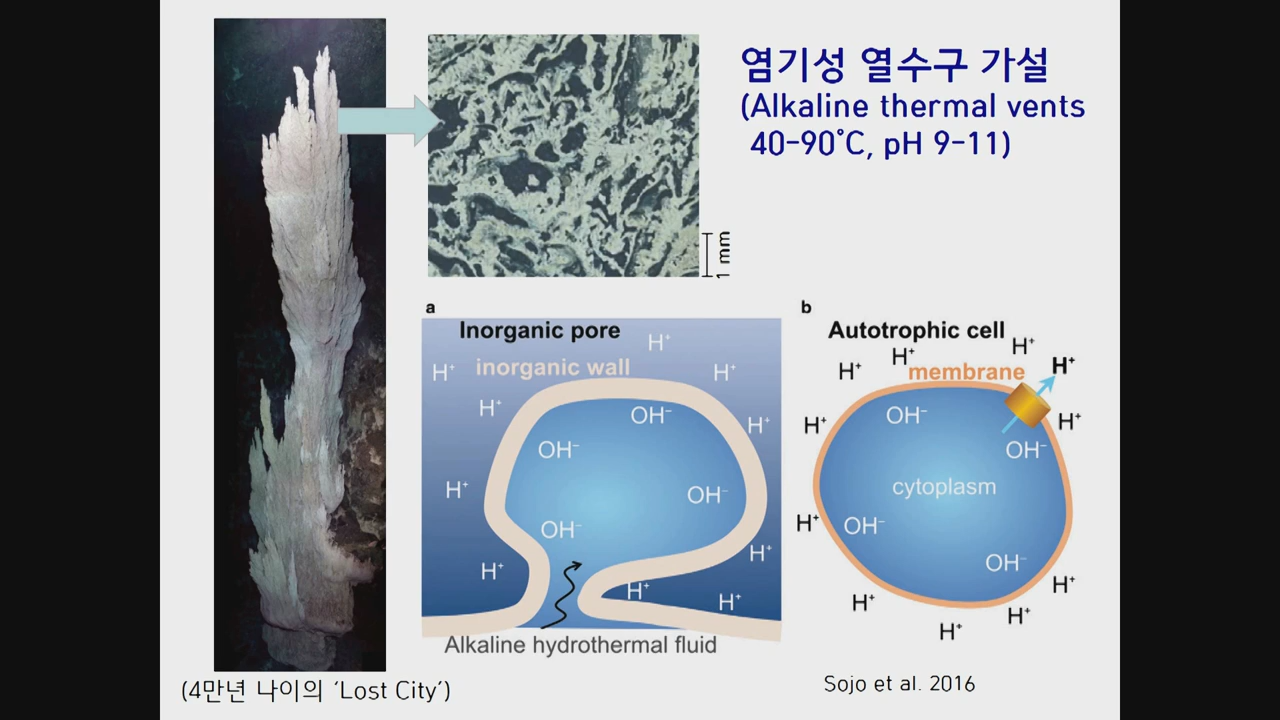 염기성 열수구 가설
(Alkaline thermal vents
40-90°C, pH 9-11)
1 mm
a
Inorganic pore
inorganic wall
H⁺
H⁺
H⁺
H⁺
H⁺
H⁺
H⁺
H⁺
H⁺
H⁺
OH⁻
OH⁻
OH⁻
OH⁻
Alkaline hydrothermal fluid
b
Autotrophic cell
membrane
H⁺
H⁺
H⁺
H⁺
H⁺
H⁺
H⁺
H⁺
H⁺
H⁺
H⁺
OH⁻
OH⁻
cytoplasm
OH⁻
OH⁻
(4만년 나이의 ‘Lost City’)
Sojo et al. 2016